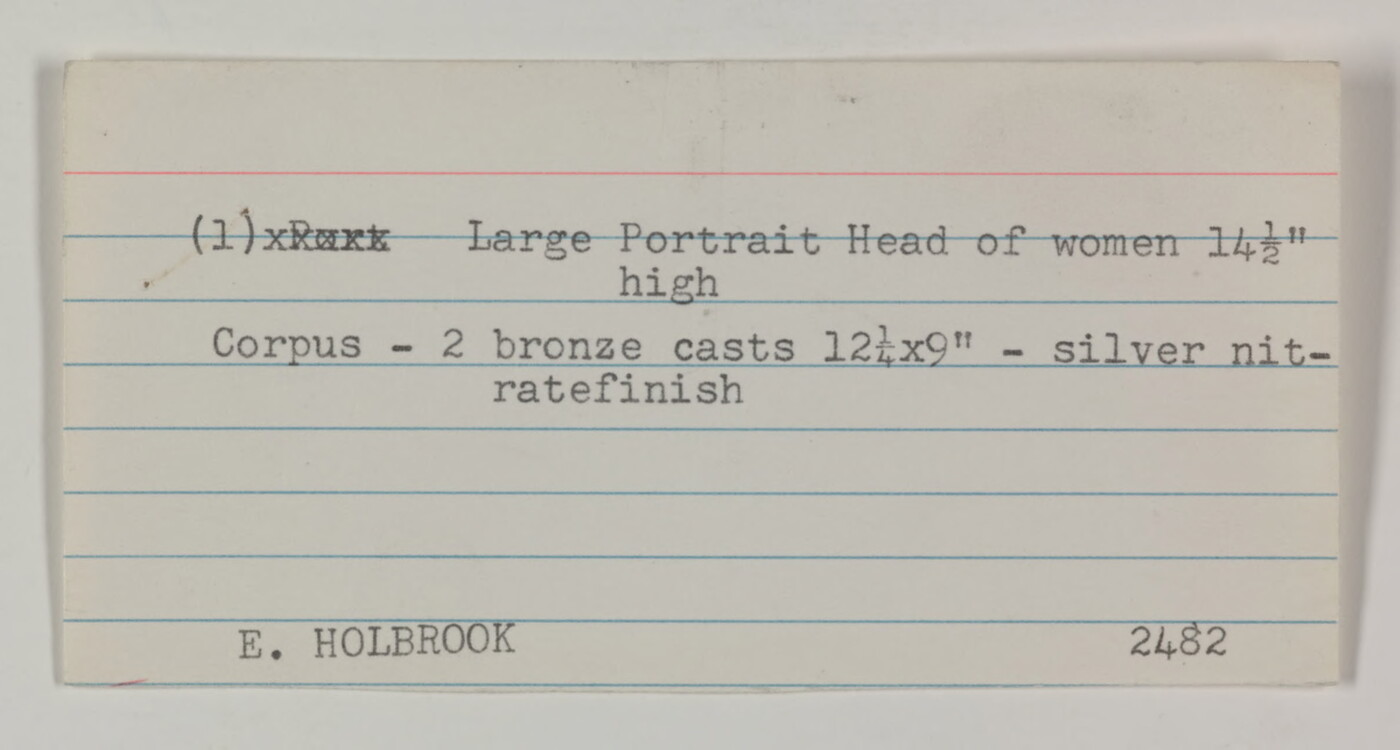 (1) Large Portrait Head of women 14½"
high
Corpus - 2 bronze casts 12¼x9" - silver nit-
ratefinish
E. HOLBROOK 2482